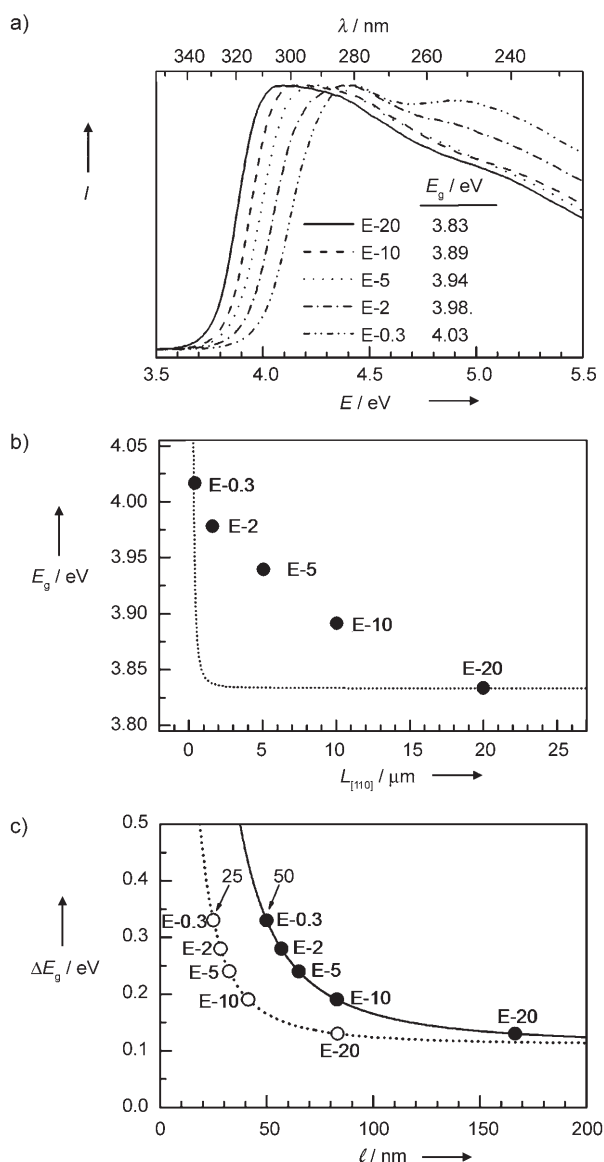 a)
λ / nm
340 320 300 280 260 240
I
E_g / eV
E-20 3.83
E-10 3.89
E-5 3.94
E-2 3.98.
E-0.3 4.03
3.5 4.0 4.5 5.0 5.5
E / eV
b)
4.05
4.00
3.95
3.90
3.85
3.80
E_g / eV
E-0.3
E-2
E-5
E-10
E-20
0 5 10 15 20 25
L_[110] / μm
c)
0.5
0.4
0.3
0.2
0.1
0.0
ΔE_g / eV
25 50
E-0.3 E-0.3
E-2 E-2
E-5 E-5
E-10 E-10
E-20 E-20
0 50 100 150 200
ℓ / nm